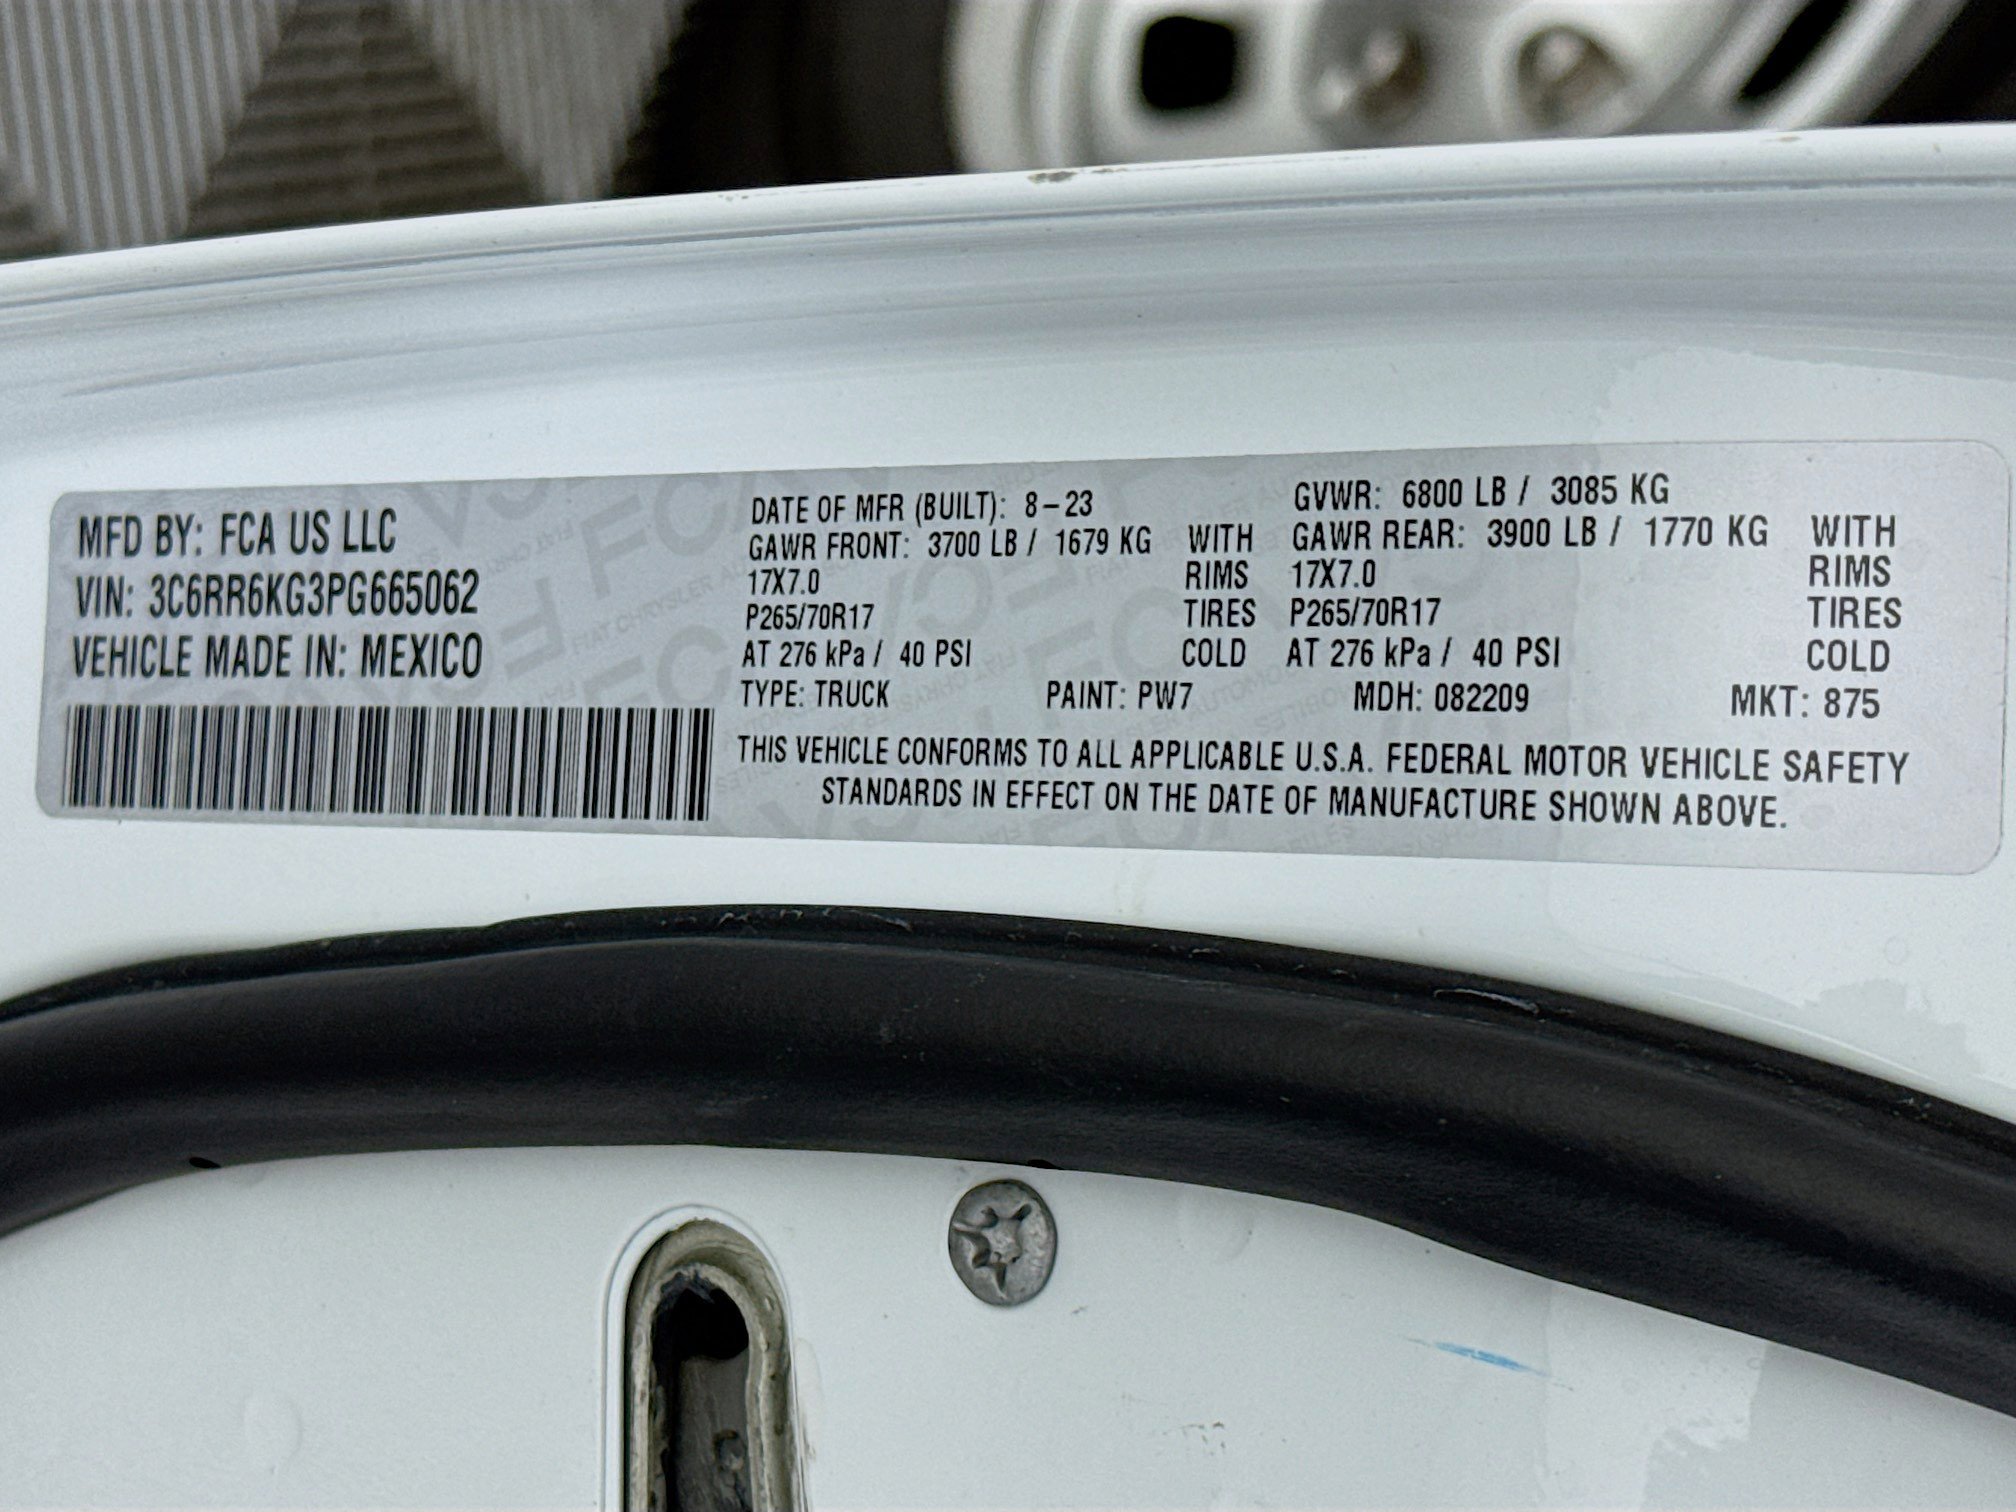 MFD BY: FCA US LLC
VIN: 3C6RR6KG3PG665062
VEHICLE MADE IN: MEXICO
DATE OF MFR (BUILT): 8-23 GVWR: 6800 LB / 3085 KG
GAWR FRONT: 3700 LB / 1679 KG WITH GAWR REAR: 3900 LB / 1770 KG WITH
17X7.0 RIMS 17X7.0 RIMS
P265/70R17 TIRES P265/70R17 TIRES
AT 276 kPa / 40 PSI COLD AT 276 kPa / 40 PSI COLD
TYPE: TRUCK PAINT: PW7 MDH: 082209 MKT: 875
THIS VEHICLE CONFORMS TO ALL APPLICABLE U.S.A. FEDERAL MOTOR VEHICLE SAFETY
STANDARDS IN EFFECT ON THE DATE OF MANUFACTURE SHOWN ABOVE.